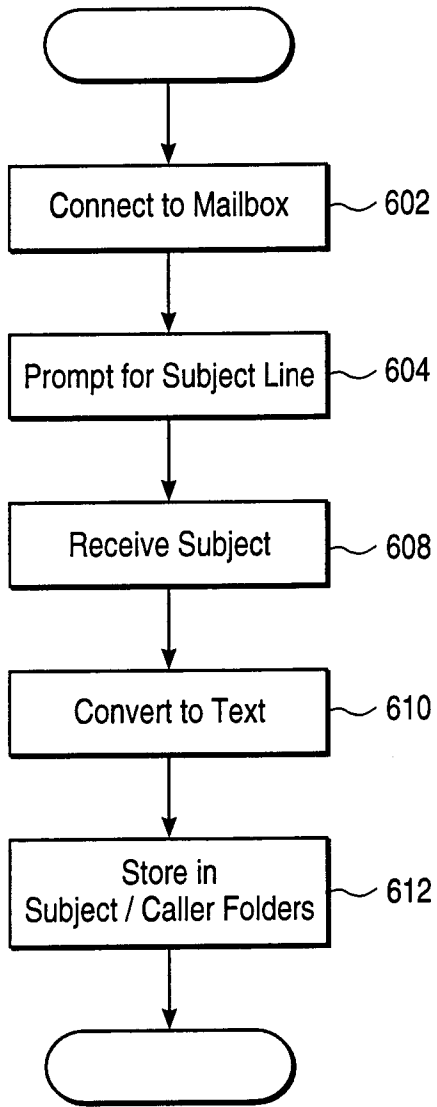 Connect to Mailbox 602
Prompt for Subject Line 604
Receive Subject 608
Convert to Text 610
Store in
Subject / Caller Folders 612